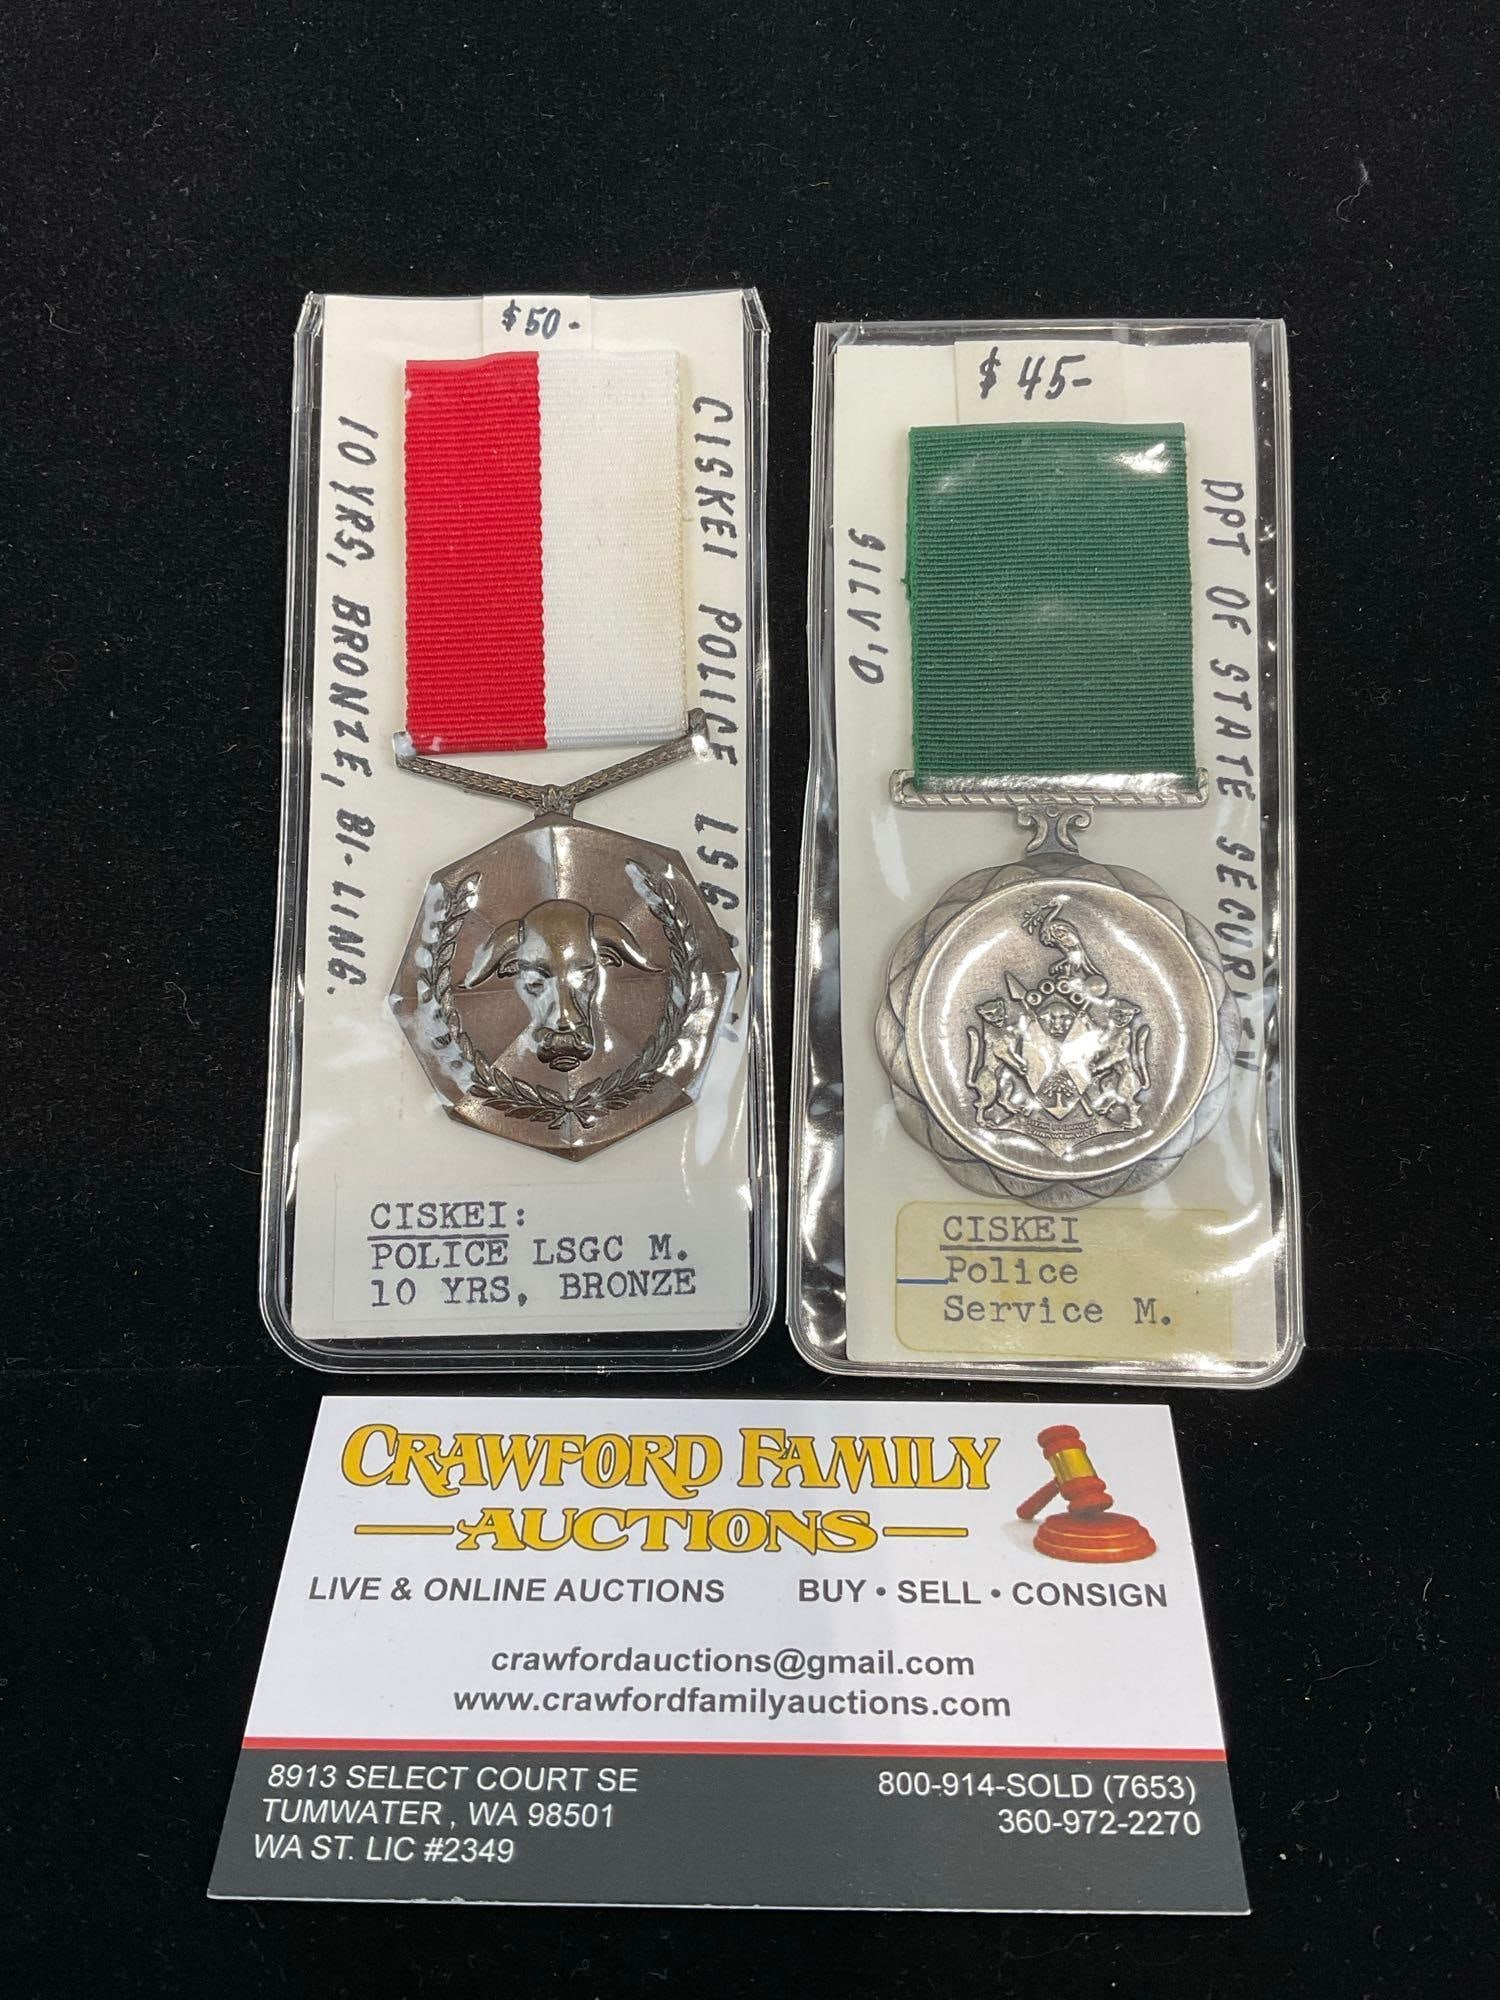 $50-
CISKEI POLICE
10 YRS, BRONZE, BI-LING.
CISKEI:
POLICE LSGC M.
10 YRS, BRONZE
$45-
DPT OF STATE SECURITY
SILV'D
CISKEI
Police
Service M.
CRAWFORD FAMILY
AUCTIONS
LIVE & ONLINE AUCTIONS BUY • SELL • CONSIGN
crawfordauctions@gmail.com
www.crawfordfamilyauctions.com
8913 SELECT COURT SE
TUMWATER, WA 98501
WA ST. LIC #2349
800-914-SOLD (7653)
360-972-2270